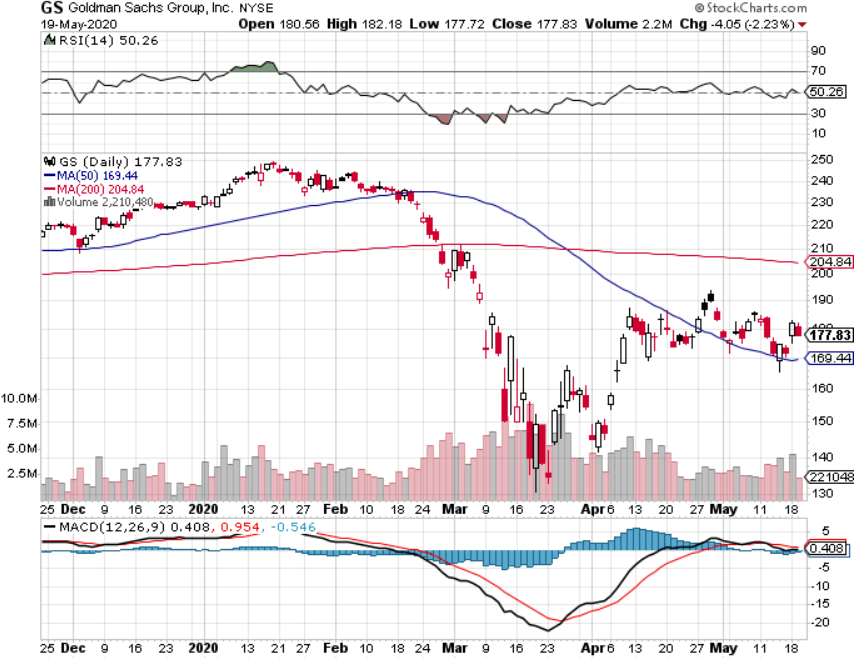 GS Goldman Sachs Group, Inc. NYSE © StockCharts.com
19-May-2020 Open 180.56 High 182.18 Low 177.72 Close 177.83 Volume 2.2M Chg -4.05 (-2.23%)
RSI(14) 50.26
90
70
50.26
30
10
GS (Daily) 177.83
MA(50) 169.44
MA(200) 204.84
Volume 2,210,480
250
240
230
220
210
204.84
200
190
180
177.83
169.44
160
150
140
221048
130
10.0M
7.5M
5.0M
2.5M
25 Dec 9 16 23 2020 13 21 27 Feb 10 18 24 Mar 9 16 23 Apr 6 13 20 27 May 11 18
MACD(12,26,9) 0.408, 0.954, -0.546
5
0.408
-5
-10
-15
-20
25 Dec 9 16 23 2020 13 21 27 Feb 10 18 24 Mar 9 16 23 Apr 6 13 20 27 May 11 18